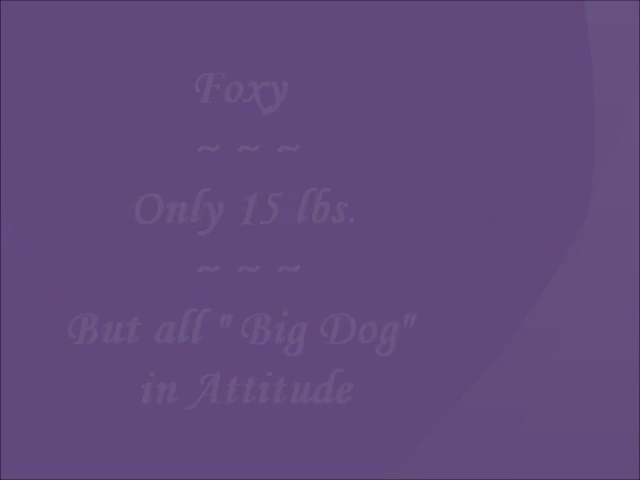 Foxy
~ ~ ~
Only 15 lbs.
~ ~ ~
But all " Big Dog"
in Attitude